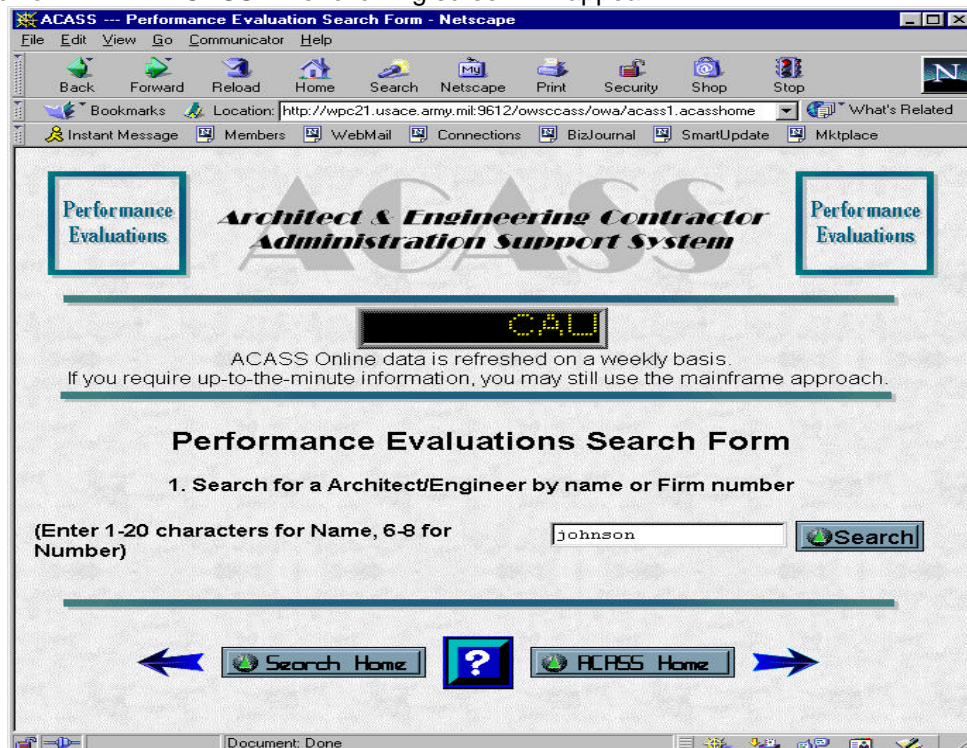 ACASS --- Performance Evaluation Search Form - Netscape
File Edit View Go Communicator Help
Back Forward Reload Home Search Netscape Print Security Shop Stop
Bookmarks Location: http://wpc21.usace.army.mil:9612/owsccass/owa/acass1.acasshome What's Related
Instant Message Members WebMail Connections BizJournal SmartUpdate Mktplace
Performance Evaluations
ACASS
Architect & Engineering Contractor
Administration Support System
Performance Evaluations
CAU
ACASS Online data is refreshed on a weekly basis
If you require up-to-the-minute information, you may still use the mainframe approach.
Performance Evaluations Search Form
1. Search for a Architect/Engineer by name or Firm number
(Enter 1-20 characters for Name, 6-8 for
Number)
johnson
Search
Search Home ? ACASS Home
Document: Done